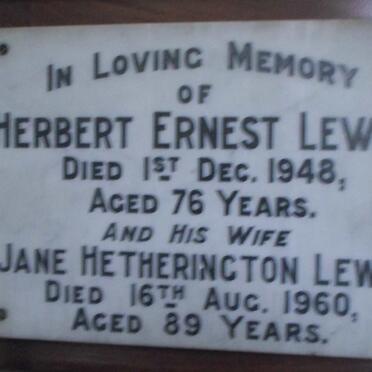 IN LOVING MEMORY
OF
HERBERT ERNEST LEW
DIED 1ST DEC. 1948,
AGED 76 YEARS.
AND HIS WIFE
JANE HETHERINGTON LEW
DIED 16TH AUG. 1960,
AGED 89 YEARS.